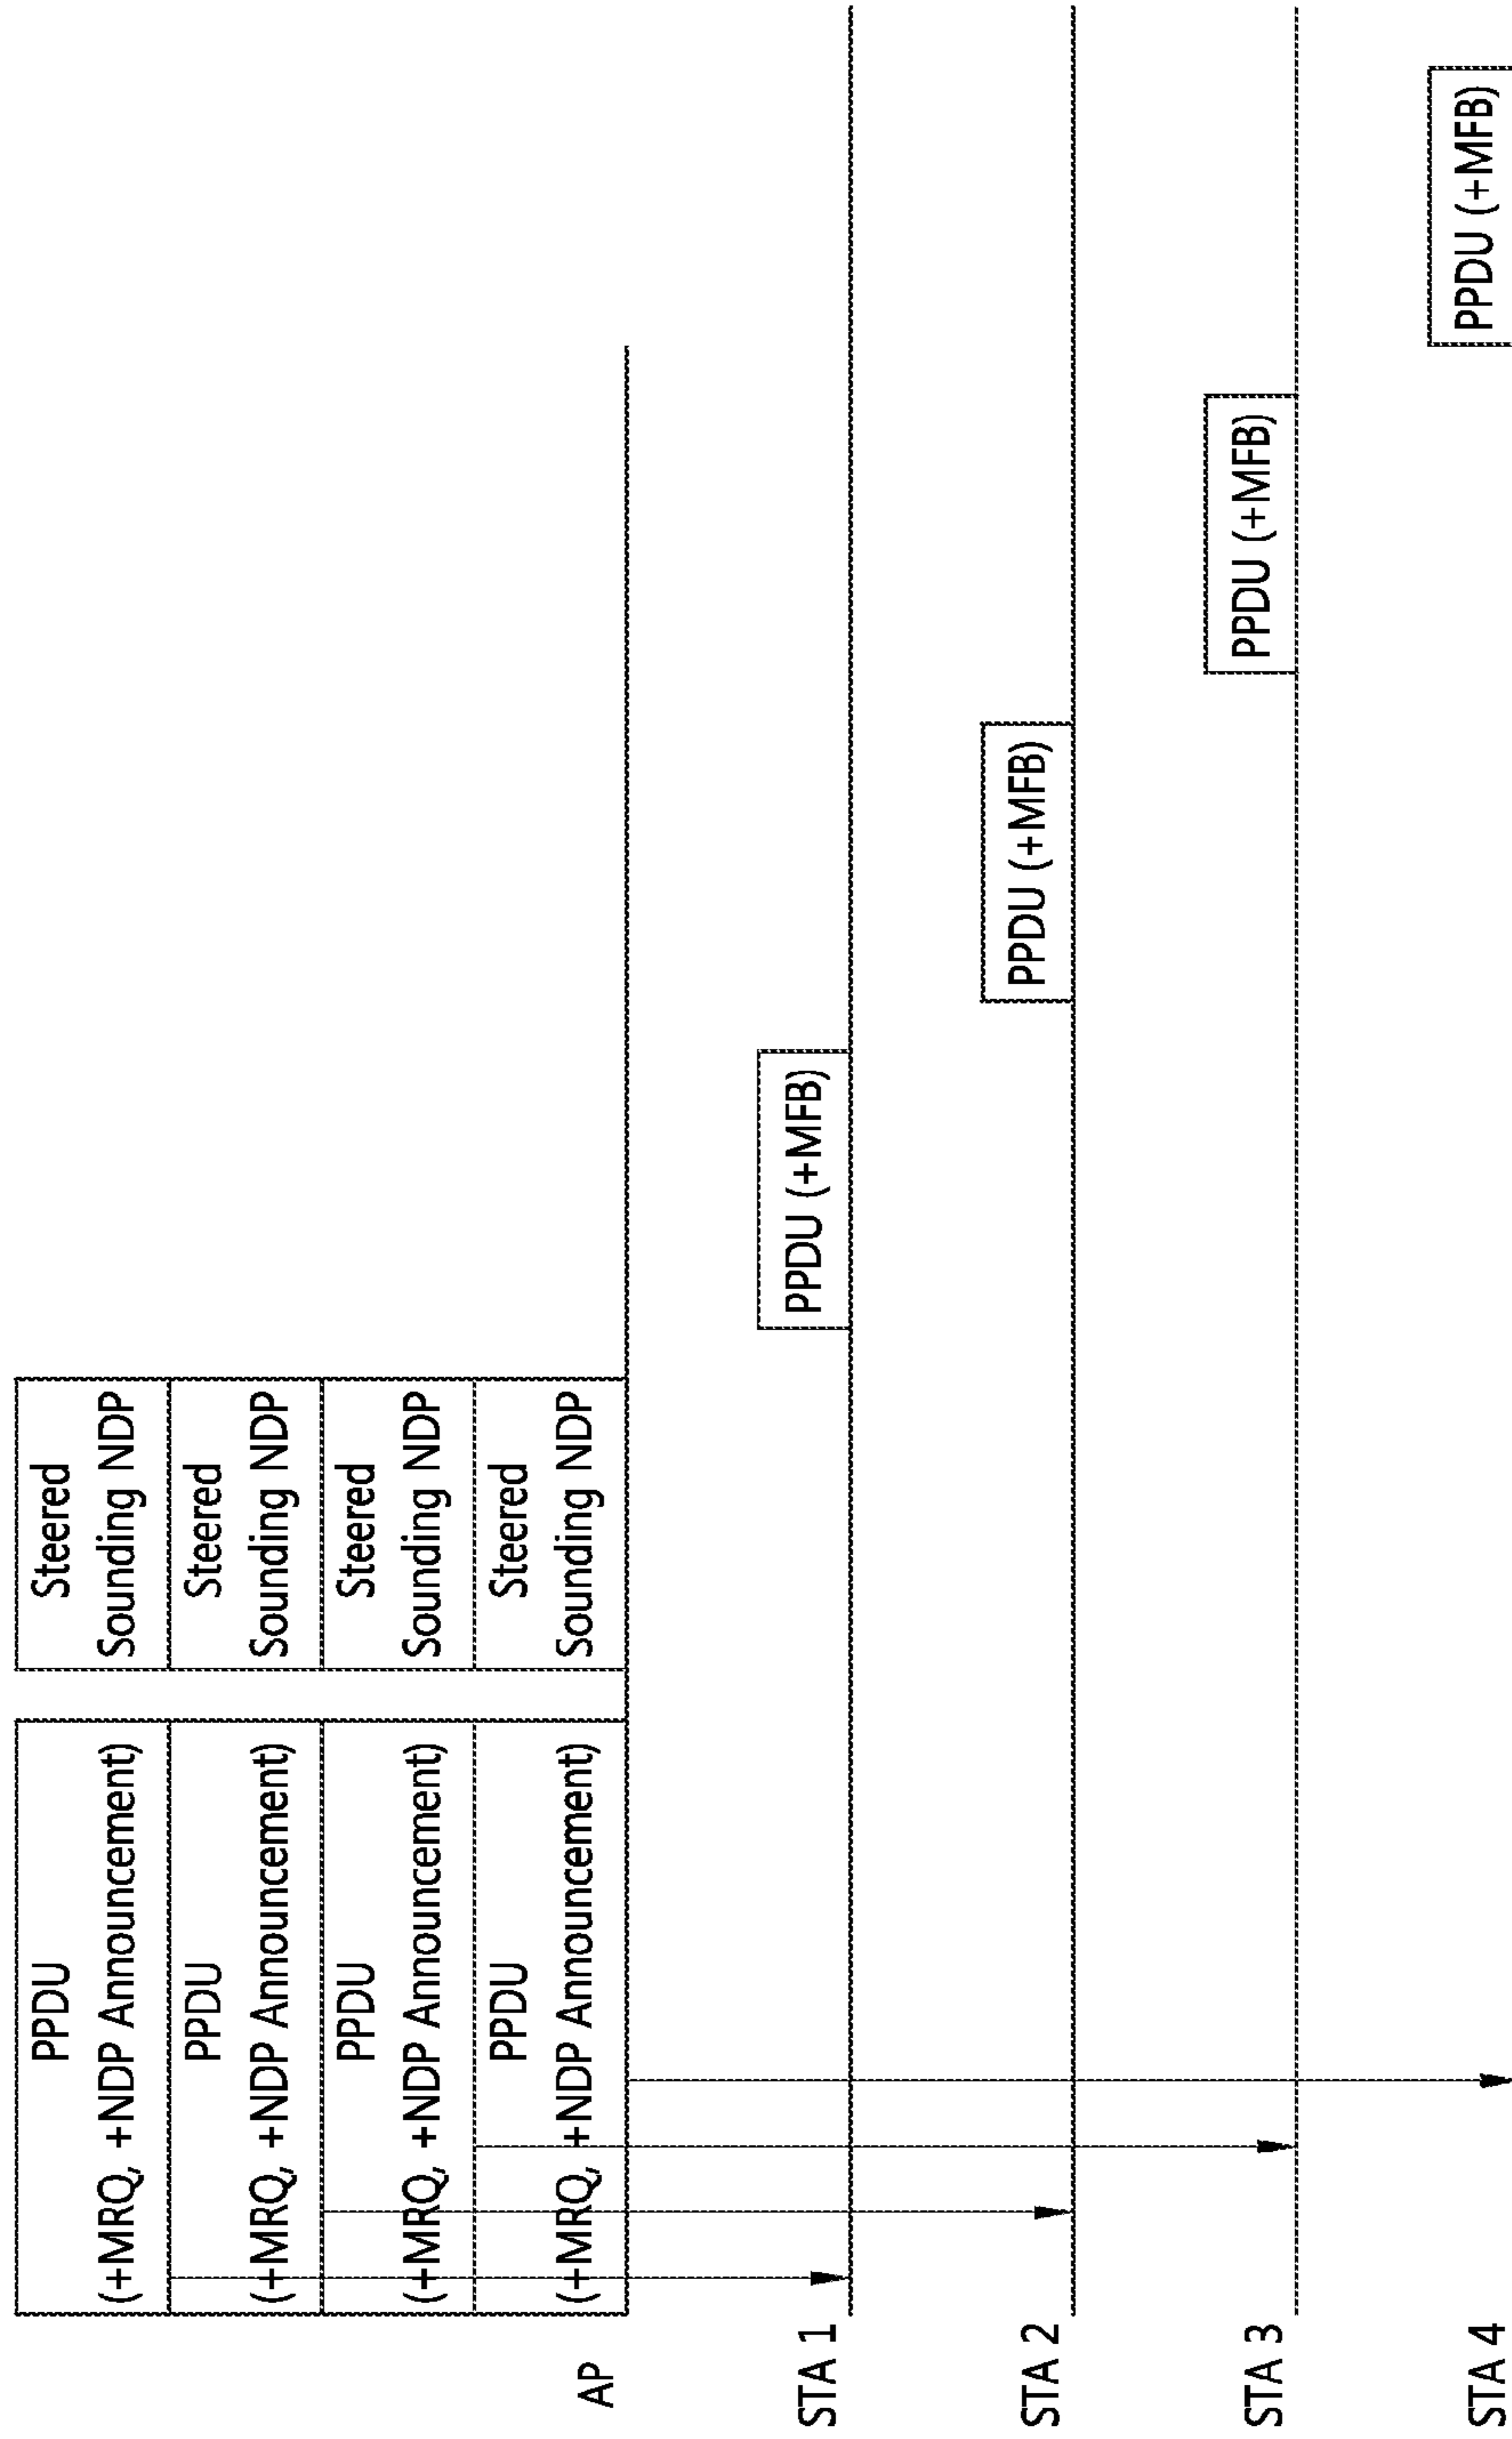 PPDU
(+MRQ, +NDP Announcement)
Steered
Sounding NDP
PPDU
(+MRQ, +NDP Announcement)
Steered
Sounding NDP
PPDU
(+MRQ, +NDP Announcement)
Steered
Sounding NDP
PPDU
(+MRQ, +NDP Announcement)
Steered
Sounding NDP
AP
PPDU (+MFB)
STA 1
PPDU (+MFB)
STA 2
PPDU (+MFB)
STA 3
PPDU (+MFB)
STA 4